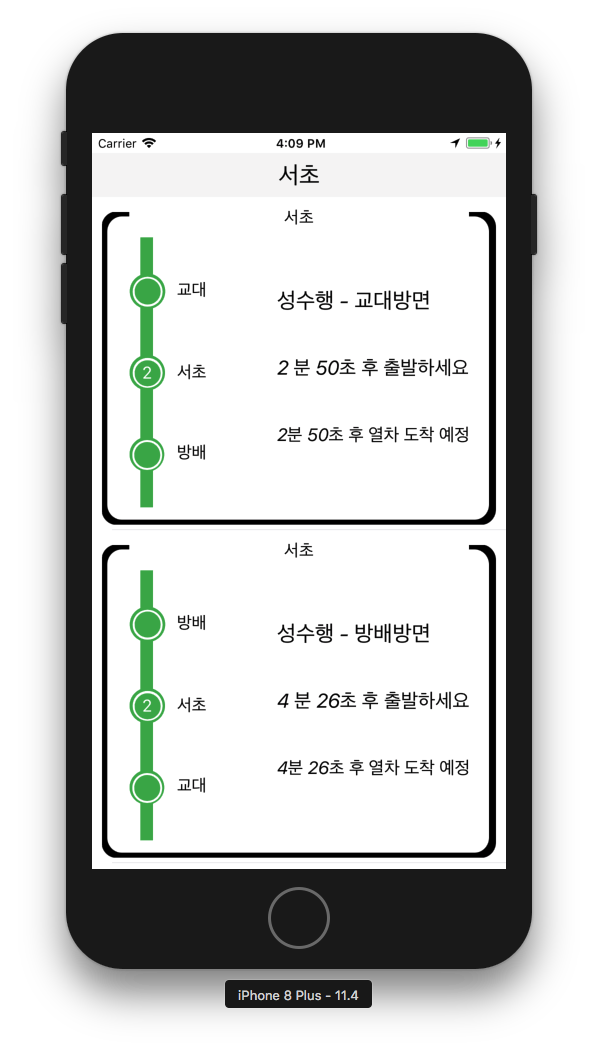 Carrier 4:09 PM
서초
서초
교대
성수행 - 교대방면
2 서초
2 분 50초 후 출발하세요
2분 50초 후 열차 도착 예정
방배
서초
방배
성수행 - 방배방면
2 서초
4 분 26초 후 출발하세요
4분 26초 후 열차 도착 예정
교대
iPhone 8 Plus - 11.4